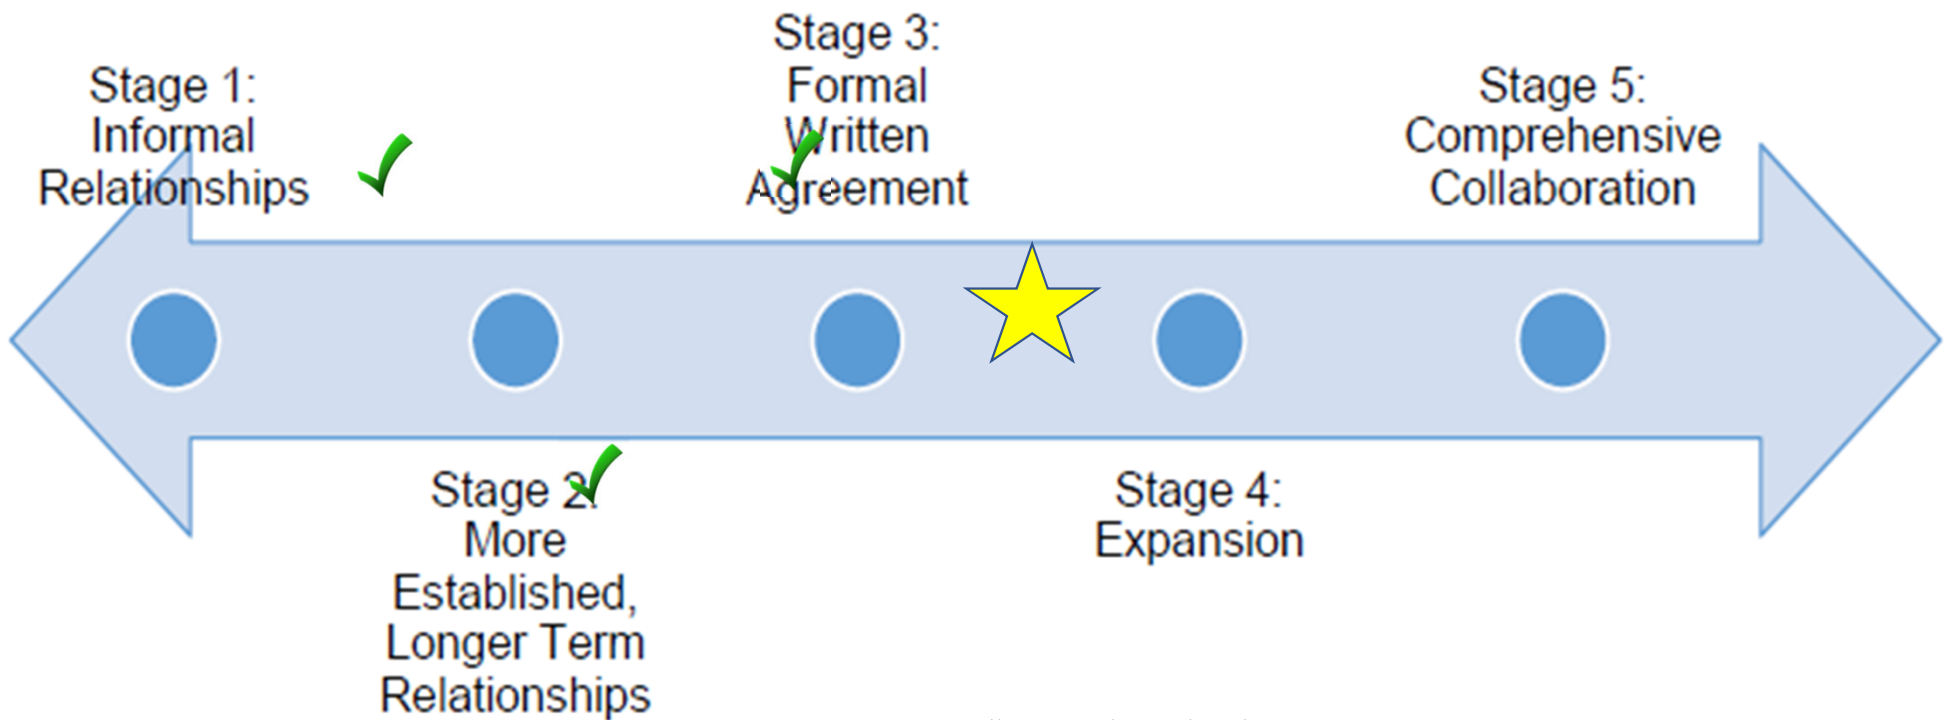 Stage 1:
Informal
Relationships
Stage 2:
More
Established,
Longer Term
Relationships
Stage 3:
Formal
Written
Agreement
Stage 4:
Expansion
Stage 5:
Comprehensive
Collaboration